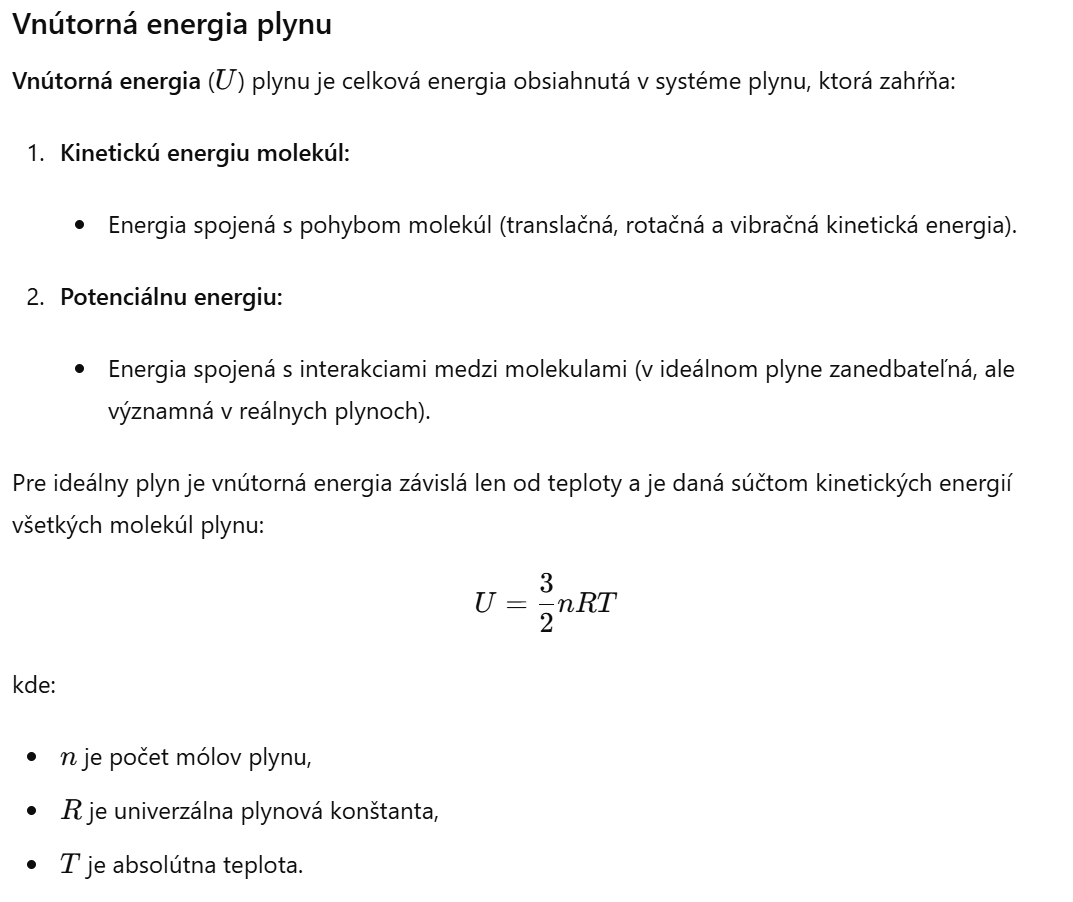 Vnútorná energia plynu
Vnútorná energia (U) plynu je celková energia obsiahnutá v systéme plynu, ktorá zahŕňa:
1. Kinetickú energiu molekúl:
• Energia spojená s pohybom molekúl (translačná, rotačná a vibračná kinetická energia).
2. Potenciálnu energiu:
• Energia spojená s interakciami medzi molekulami (v ideálnom plyne zanedbateľná, ale
významná v reálnych plynoch).
Pre ideálny plyn je vnútorná energia závislá len od teploty a je daná súčtom kinetických energií
všetkých molekúl plynu:
U = 3/2 nRT
kde:
• n je počet mólov plynu,
• R je univerzálna plynová konštanta,
• T je absolútna teplota.